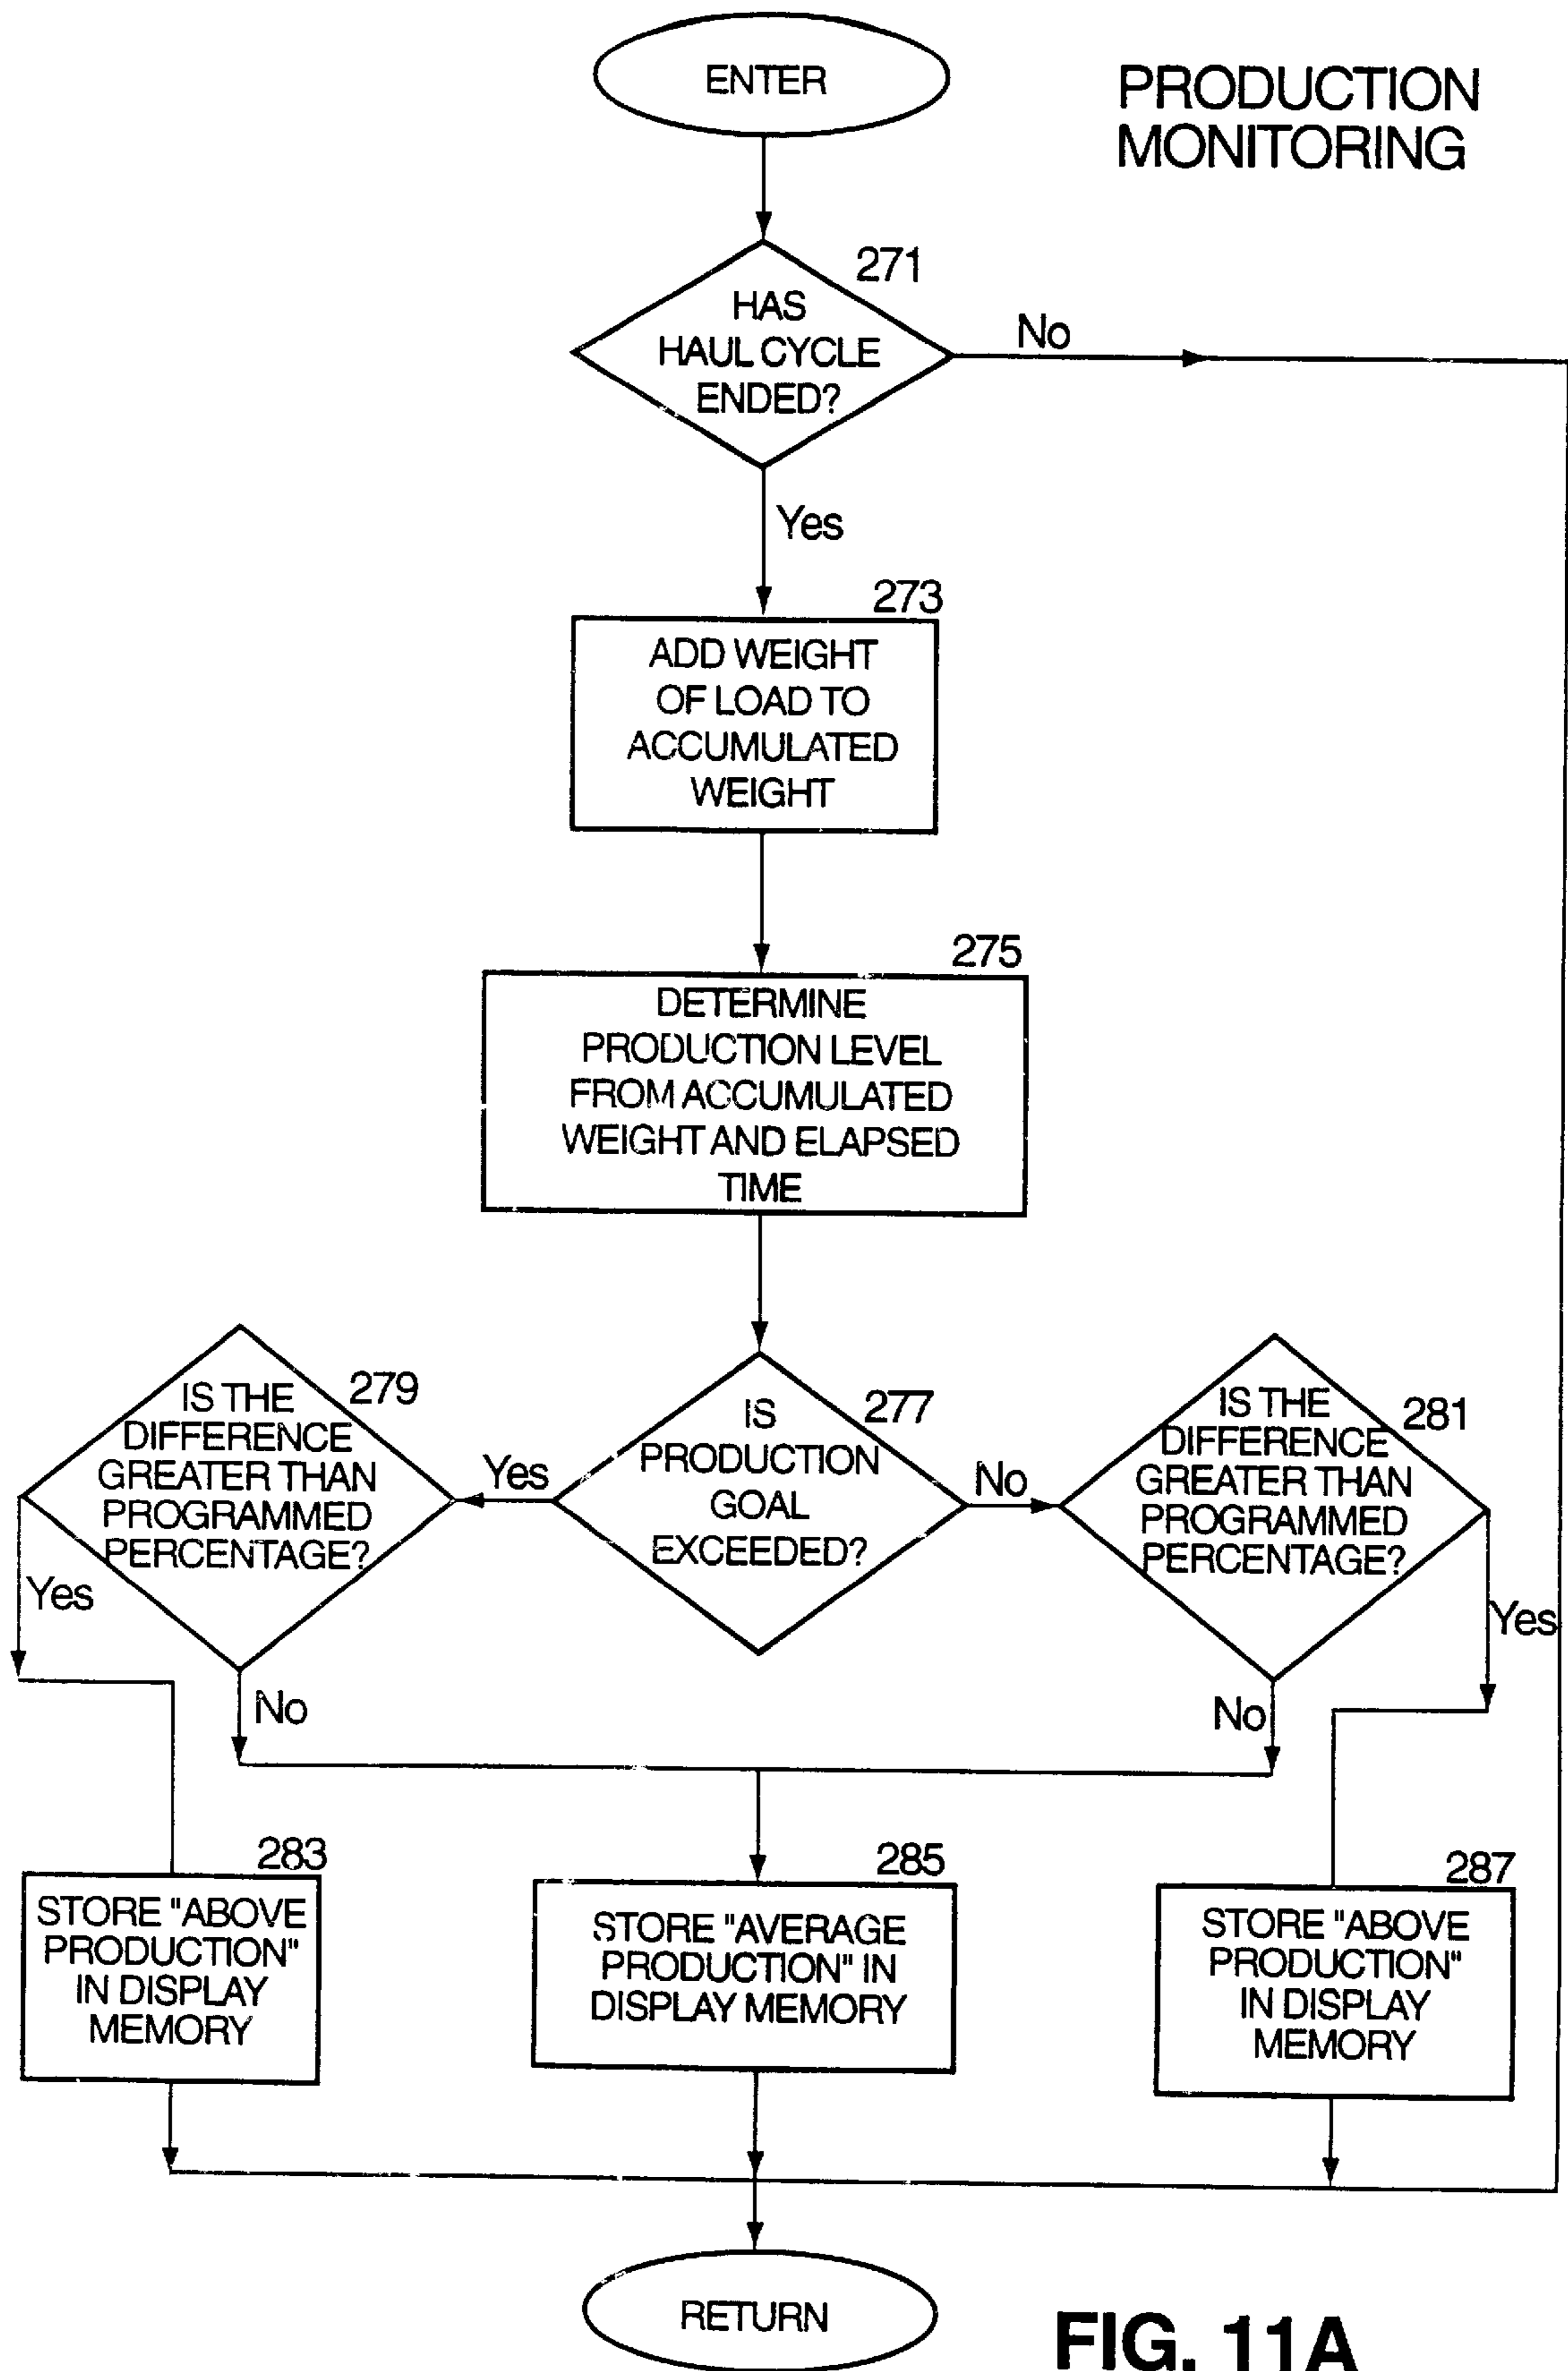 ENTER
PRODUCTION
MONITORING
271
HAS
HAUL CYCLE
ENDED?
No
Yes
273
ADD WEIGHT
OF LOAD TO
ACCUMULATED
WEIGHT
275
DETERMINE
PRODUCTION LEVEL
FROM ACCUMULATED
WEIGHT AND ELAPSED
TIME
279
IS THE
DIFFERENCE
GREATER THAN
PROGRAMMED
PERCENTAGE?
Yes
277
IS
PRODUCTION
GOAL
EXCEEDED?
No
281
IS THE
DIFFERENCE
GREATER THAN
PROGRAMMED
PERCENTAGE?
Yes
No
No
Yes
283
STORE "ABOVE
PRODUCTION"
IN DISPLAY
MEMORY
285
STORE "AVERAGE
PRODUCTION" IN
DISPLAY MEMORY
287
STORE "ABOVE
PRODUCTION"
IN DISPLAY
MEMORY
RETURN
FIG. 11A